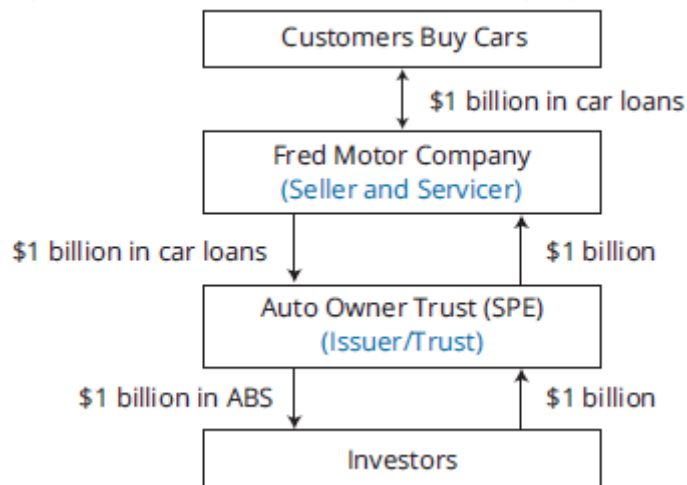 Customers Buy Cars
$1 billion in car loans
Fred Motor Company
(Seller and Servicer)
$1 billion in car loans
$1 billion
Auto Owner Trust (SPE)
(Issuer/Trust)
$1 billion in ABS
$1 billion
Investors